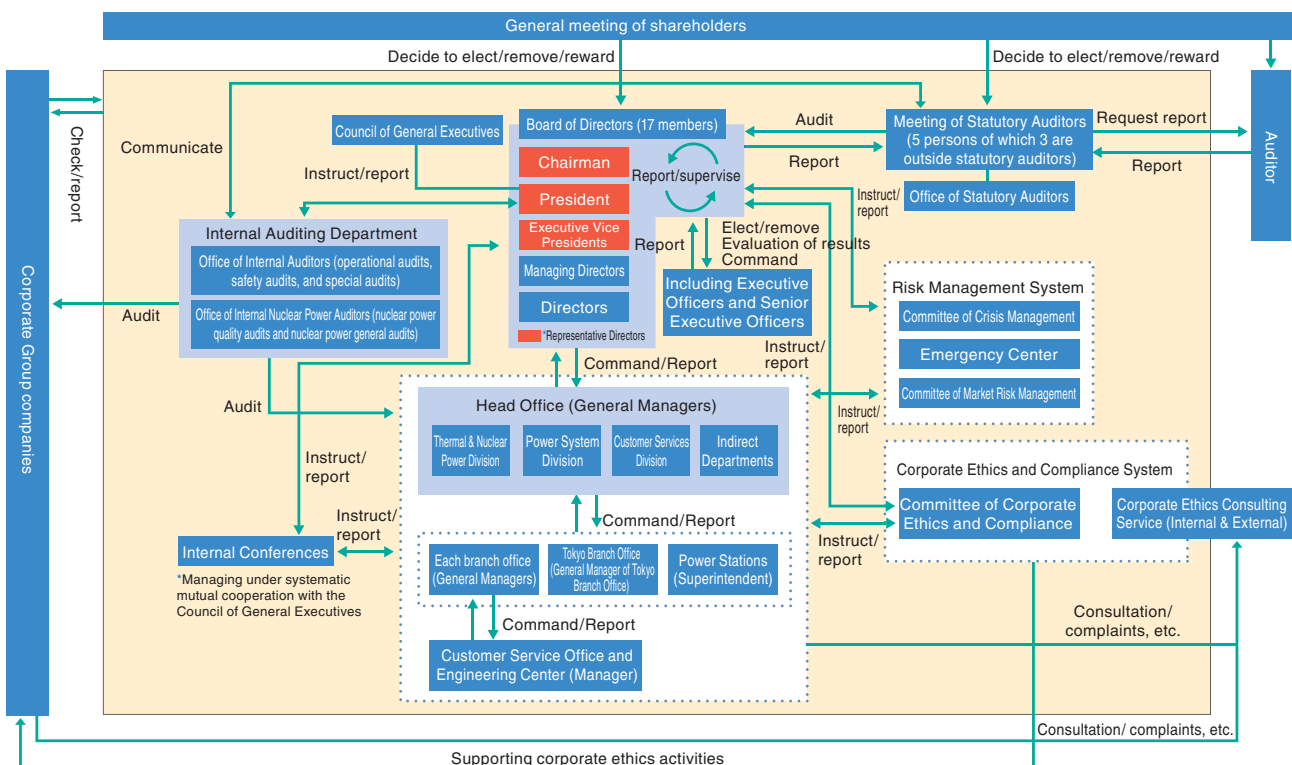 General meeting of shareholders
Decide to elect/remove/reward
Decide to elect/remove/reward
Corporate Group companies
Check/report
Communicate
Council of General Executives
Instruct/report
Board of Directors (17 members)
Chairman
President
Executive Vice
Presidents
Managing Directors
Directors
*Representative Directors
Report/supervise
Audit
Report
Meeting of Statutory Auditors
(5 persons of which 3 are
outside statutory auditors)
Office of Statutory Auditors
Request report
Report
Auditor
Internal Auditing Department
Office of Internal Auditors (operational audits,
safety audits, and special audits)
Office of Internal Nuclear Power Auditors (nuclear power
quality audits and nuclear power general audits)
Audit
Audit
Report
Elect/remove
Evaluation of results
Command
Including Executive
Officers and Senior
Executive Officers
Instruct/
report
Risk Management System
Committee of Crisis Management
Emergency Center
Committee of Market Risk Management
Instruct/
report
Instruct/
report
Command/Report
Head Office (General Managers)
Thermal & Nuclear
Power Division
Power System
Division
Customer Services
Division
Indirect
Departments
Command/Report
Each branch office
(General Managers)
Tokyo Branch Office
(General Manager of Tokyo
Branch Office)
Power Stations
(Superintendent)
Command/Report
Customer Service Office and
Engineering Center (Manager)
Instruct/
report
Instruct/
report
Internal Conferences
*Managing under systematic
mutual cooperation with the
Council of General Executives
Corporate Ethics and Compliance System
Committee of Corporate
Ethics and Compliance
Corporate Ethics Consulting
Service (Internal & External)
Instruct/
report
Consultation/
complaints, etc.
Consultation/ complaints, etc.
Supporting corporate ethics activities